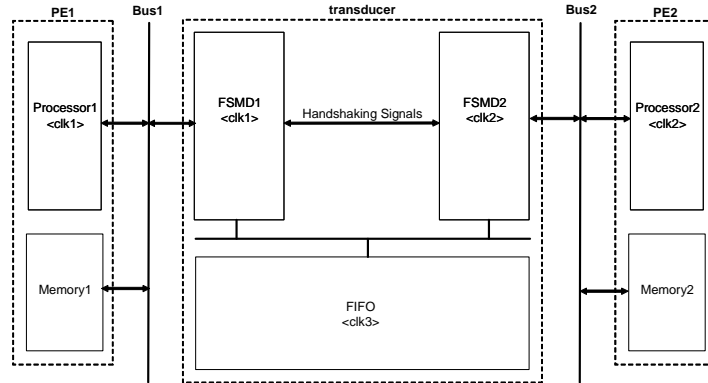 PE1
Bus1
transducer
Bus2
PE2
Processor1
<clk1>
FSMD1
<clk1>
Handshaking Signals
FSMD2
<clk2>
Processor2
<clk2>
Memory1
FIFO
<clk3>
Memory2